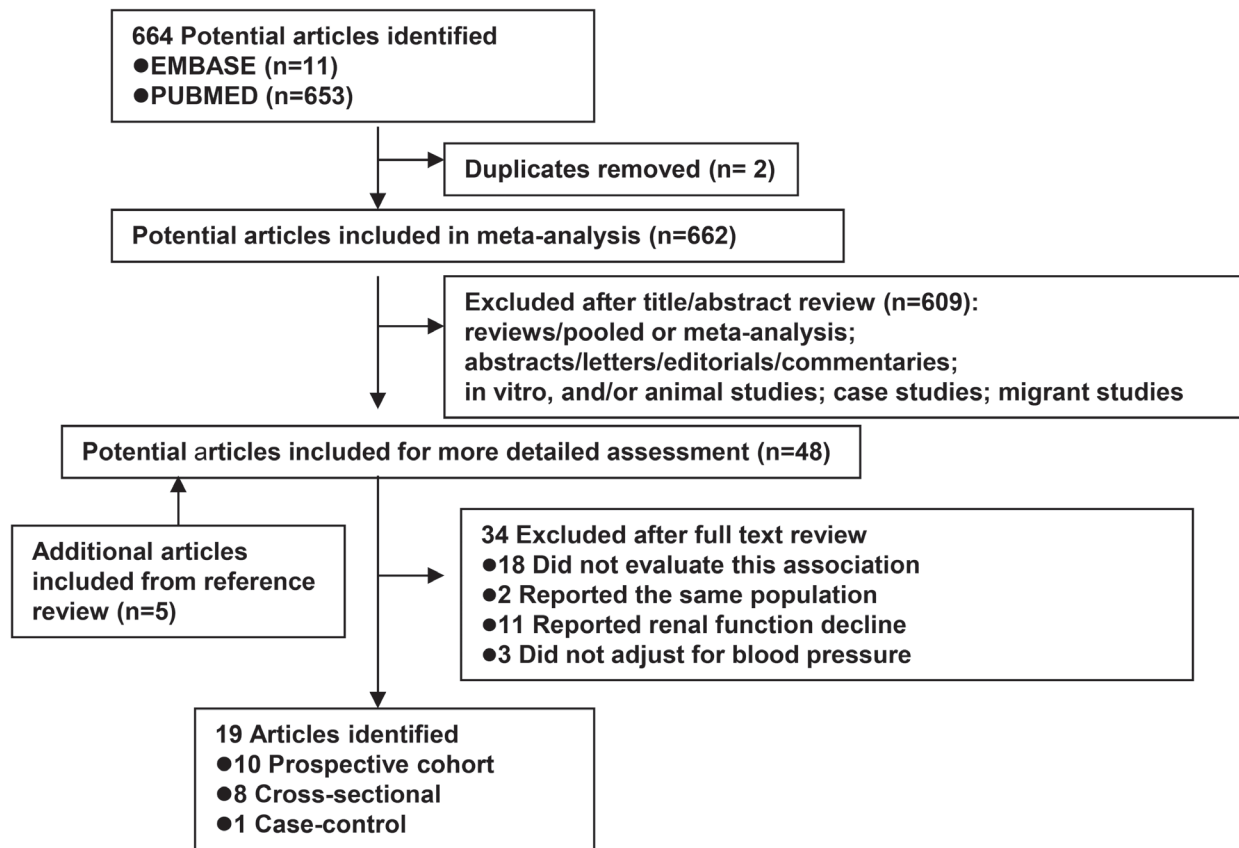 664 Potential articles identified
●EMBASE (n=11)
●PUBMED (n=653)
Duplicates removed (n= 2)
Potential articles included in meta-analysis (n=662)
Excluded after title/abstract review (n=609):
reviews/pooled or meta-analysis;
abstracts/letters/editorials/commentaries;
in vitro, and/or animal studies; case studies; migrant studies
Potential articles included for more detailed assessment (n=48)
Additional articles
included from reference
review (n=5)
34 Excluded after full text review
●18 Did not evaluate this association
●2 Reported the same population
●11 Reported renal function decline
●3 Did not adjust for blood pressure
19 Articles identified
●10 Prospective cohort
●8 Cross-sectional
●1 Case-control